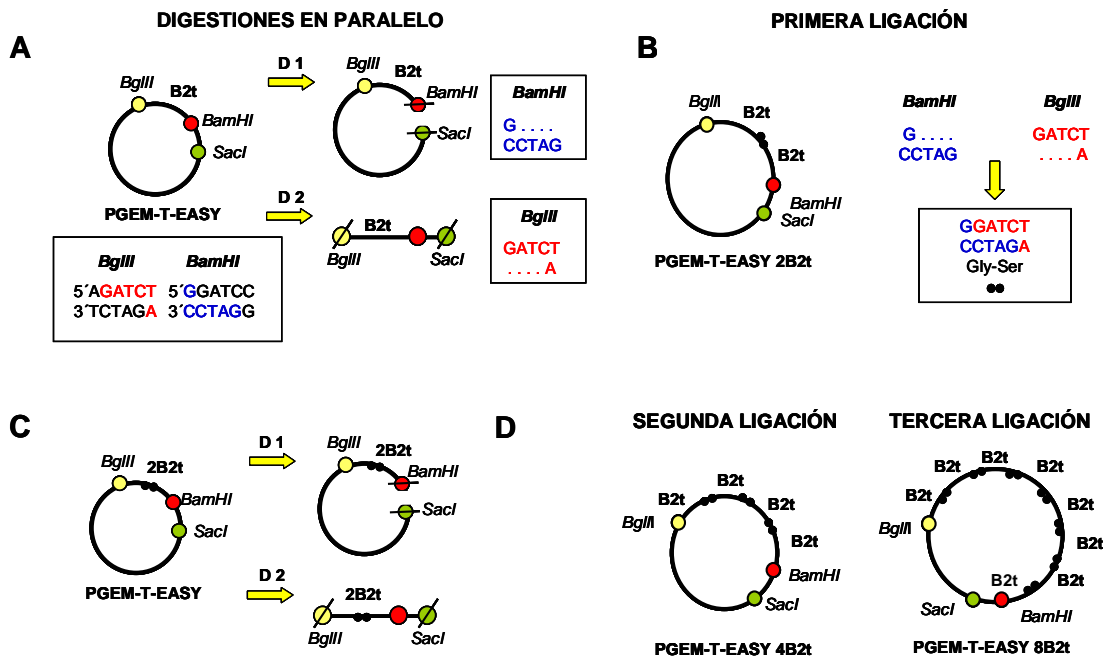 DIGESTIONES EN PARALELO
A
D 1
BglII
B2t
BamHI
SacI
PGEM-T-EASY
BglII
B2t
BamHI
SacI
BamHI
G . . . .
CCTAG
D 2
B2t
BglII
SacI
BglII
GATCT
. . . . A
BglII BamHI
5´AGATCT 5´GGATCC
3´TCTAGA 3´CCTAGG
PRIMERA LIGACIÓN
B
BglII
B2t
B2t
BamHI
SacI
PGEM-T-EASY 2B2t
BamHI BglII
G . . . . GATCT
CCTAG . . . . A
GGATCT
CCTAGA
Gly-Ser
C
D 1
BglII
2B2t
BamHI
SacI
PGEM-T-EASY
BglII
2B2t
BamHI
SacI
D 2
2B2t
BglII
SacI
D
SEGUNDA LIGACIÓN
B2t
B2t
B2t
B2t
BglII
BamHI
SacI
PGEM-T-EASY 4B2t
TERCERA LIGACIÓN
B2t
B2t
B2t
B2t
B2t
B2t
B2t
B2t
BglII
SacI
BamHI
PGEM-T-EASY 8B2t